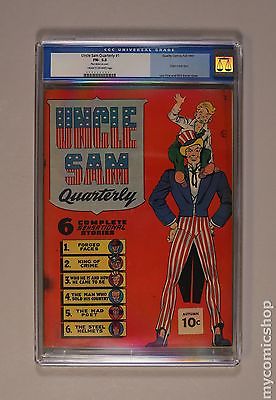 CGC UNIVERSAL GRADE
Uncle Sam Quarterly #1
FN- 5.5
UNCLE
SAM
Quarterly
6 COMPLETE
SENSATIONAL
STORIES
1. FORGED
FACES
2. KING OF
CRIME
3. WHO HE IS AND HOW
HE CAME TO BE
4. THE MAN WHO
SOLD HIS COUNTRY
5. THE MAD
POET
6. THE STEEL
HELMETS
AUTUMN
10¢
mycomicshop